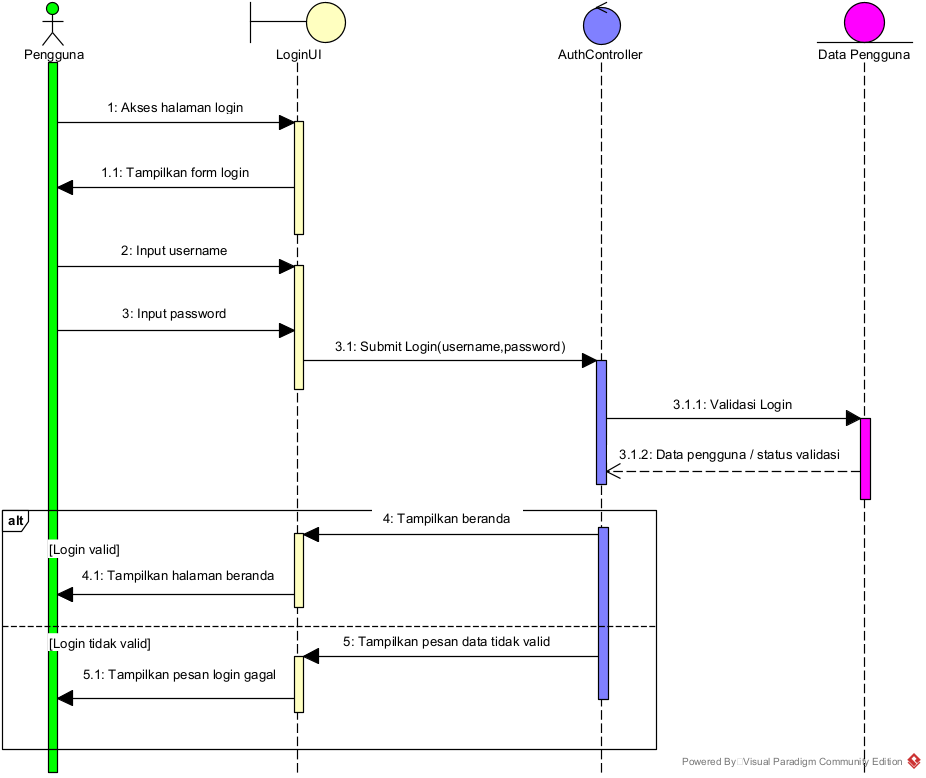 Pengguna
LoginUI
AuthController
Data Pengguna
1: Akses halaman login
1.1: Tampilkan form login
2: Input username
3: Input password
3.1: Submit Login(username,password)
3.1.1: Validasi Login
3.1.2: Data pengguna / status validasi
alt
4: Tampilkan beranda
[Login valid]
4.1: Tampilkan halaman beranda
[Login tidak valid]
5: Tampilkan pesan data tidak valid
5.1: Tampilkan pesan login gagal
Powered By Visual Paradigm Community Edition